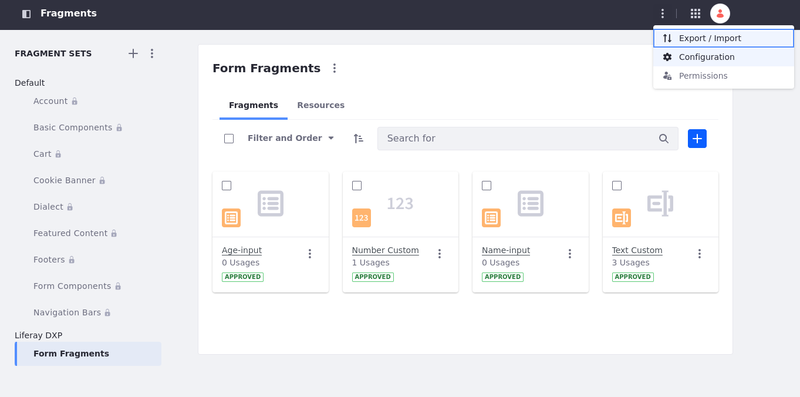 Fragments
Export / Import
Configuration
Permissions
FRAGMENT SETS
Default
Account
Basic Components
Cart
Cookie Banner
Dialect
Featured Content
Footers
Form Components
Navigation Bars
Liferay DXP
Form Fragments
Form Fragments
Fragments Resources
Filter and Order Search for
123 123
Age-input Number Custom Name-input Text Custom
0 Usages 1 Usages 0 Usages 3 Usages
APPROVED APPROVED APPROVED APPROVED